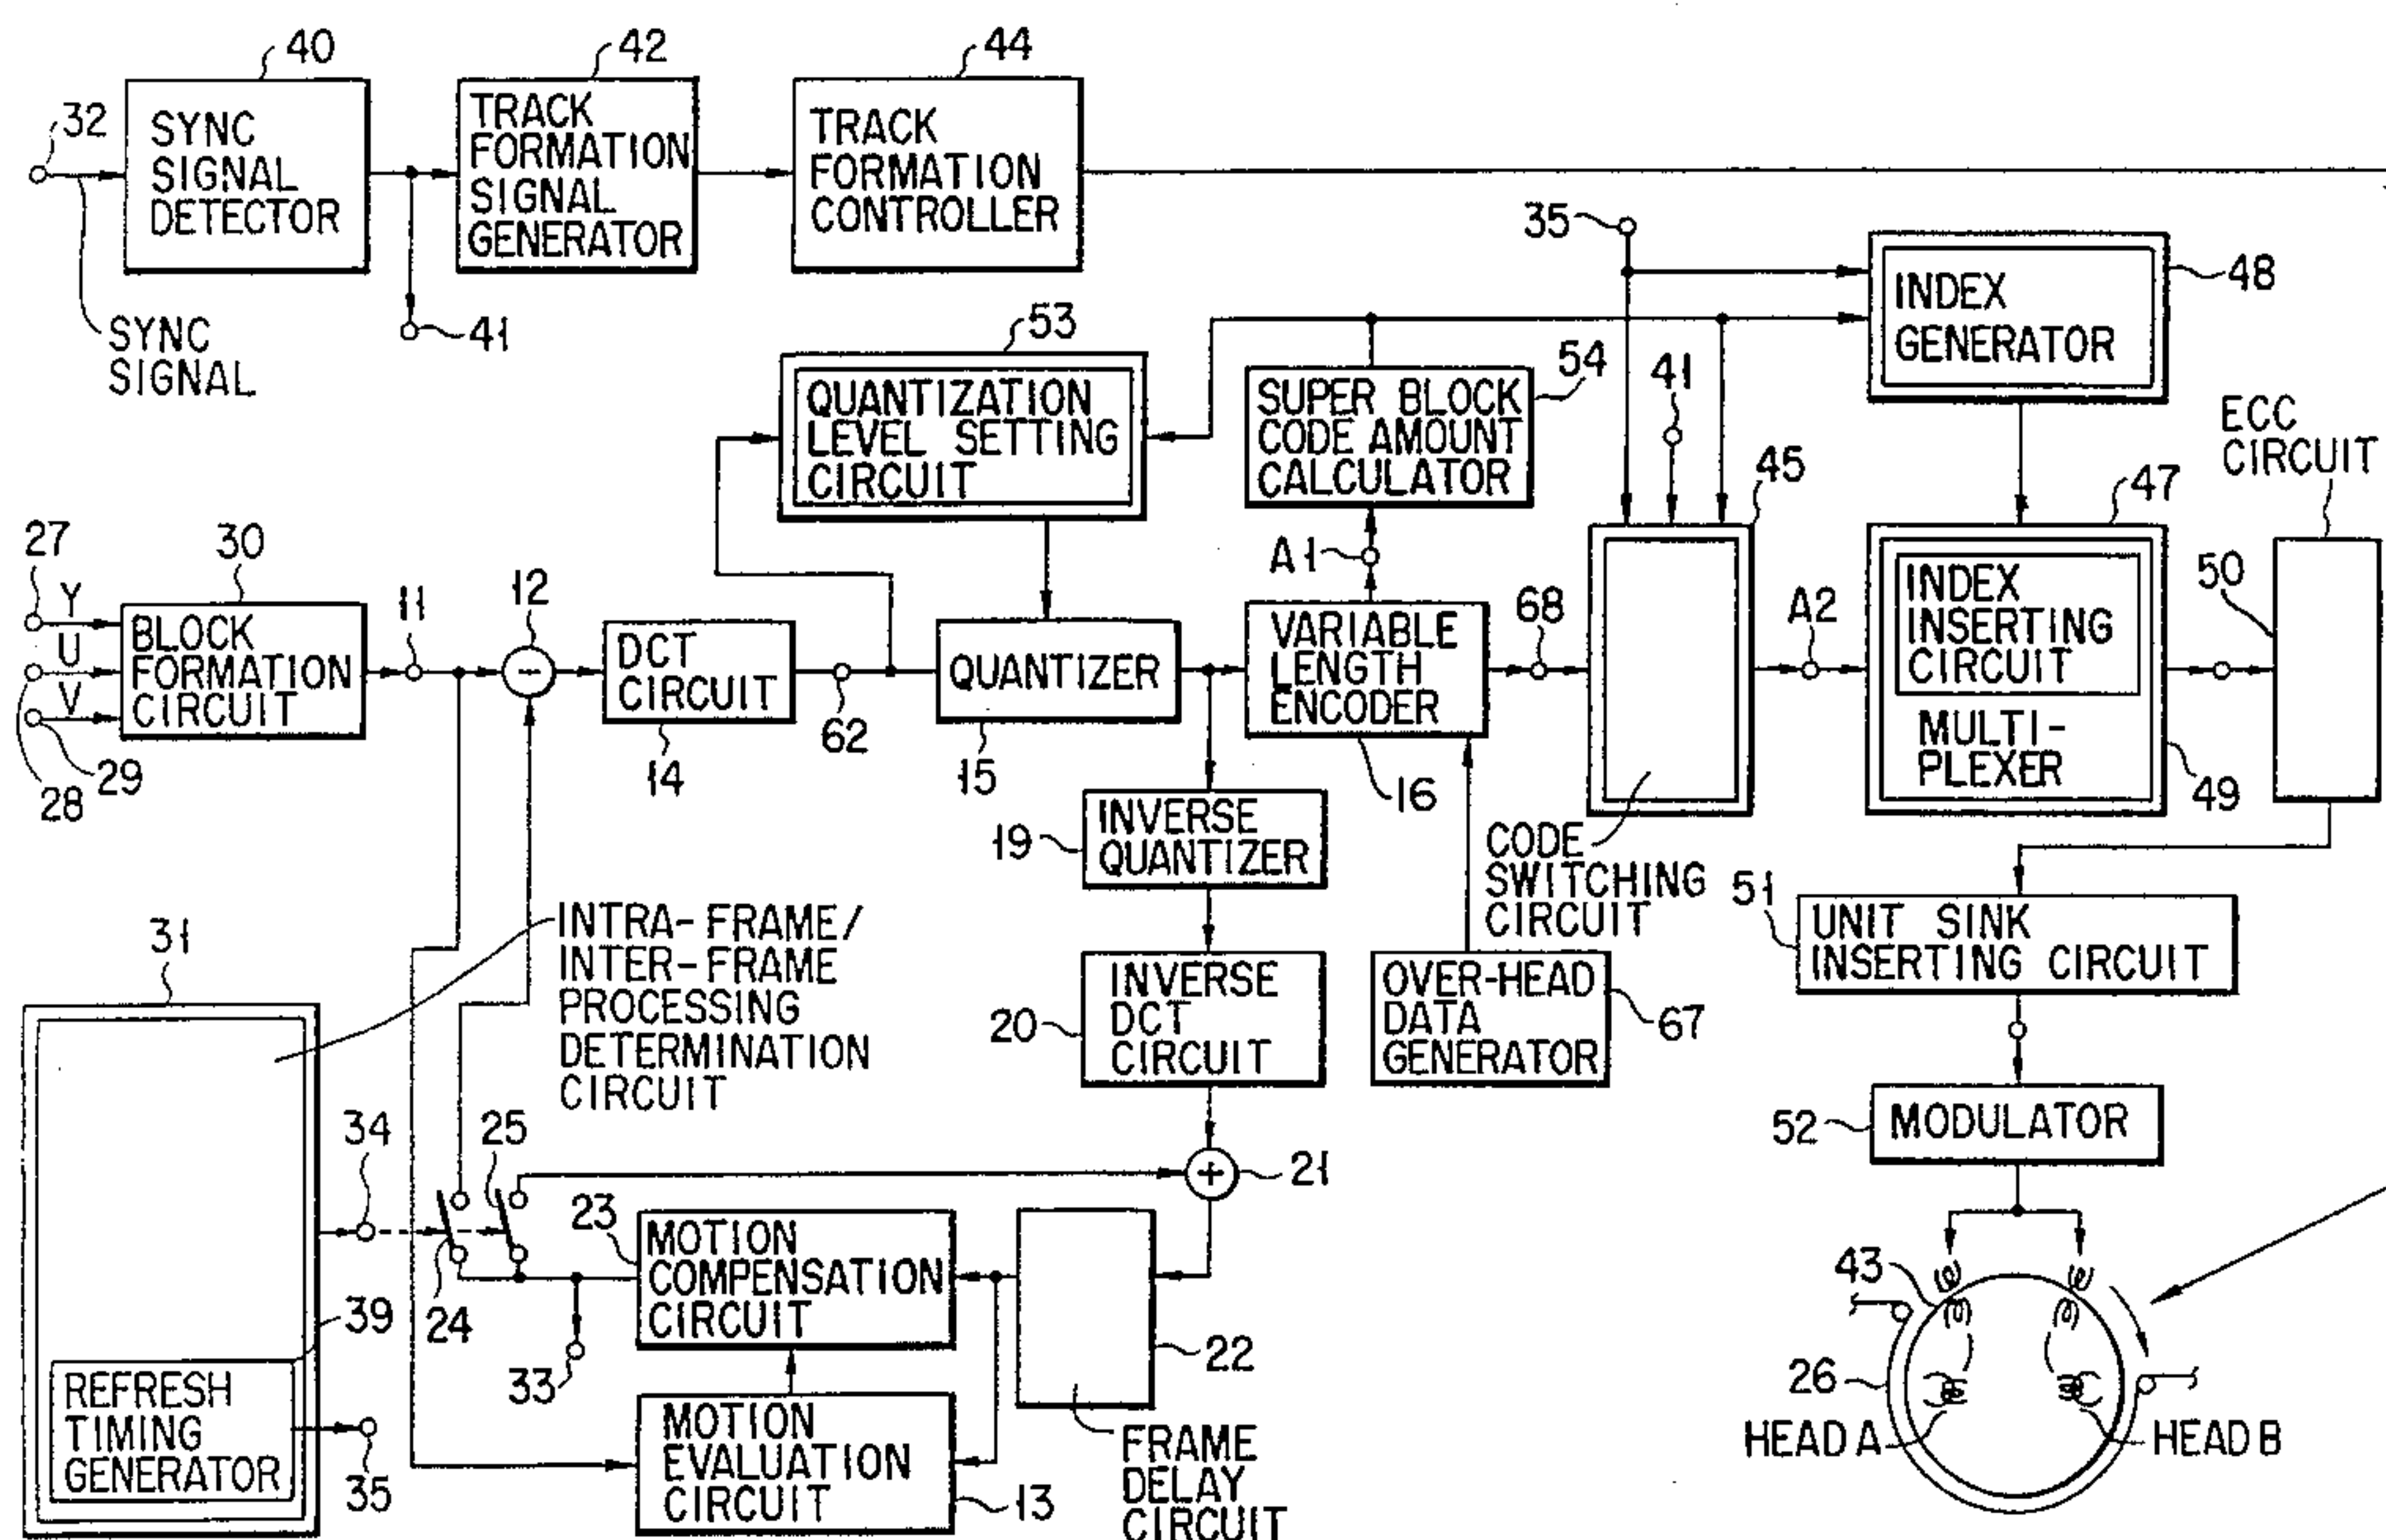 40
42
44
32
SYNC
SIGNAL
DETECTOR
TRACK
FORMATION
SIGNAL
GENERATOR
TRACK
FORMATION
CONTROLLER
SYNC
SIGNAL
41
35
48
INDEX
GENERATOR
53
QUANTIZATION
LEVEL SETTING
CIRCUIT
54
SUPER BLOCK
CODE AMOUNT
CALCULATOR
41
45
47
ECC
CIRCUIT
27
Y
U
V
28
29
30
BLOCK
FORMATION
CIRCUIT
11
12
-
DCT
CIRCUIT
14
62
QUANTIZER
15
A1
VARIABLE
LENGTH
ENCODER
16
68
CODE
SWITCHING
CIRCUIT
A2
INDEX
INSERTING
CIRCUIT
MULTI-
PLEXER
49
50
19
INVERSE
QUANTIZER
51
UNIT SINK
INSERTING CIRCUIT
31
INTRA-FRAME/
INTER-FRAME
PROCESSING
DETERMINATION
CIRCUIT
20
INVERSE
DCT
CIRCUIT
OVER-HEAD
DATA
GENERATOR
67
52
MODULATOR
34
25
24
+
21
23
MOTION
COMPENSATION
CIRCUIT
33
22
FRAME
DELAY
CIRCUIT
39
REFRESH
TIMING
GENERATOR
35
MOTION
EVALUATION
CIRCUIT
13
43
26
HEAD A
HEAD B